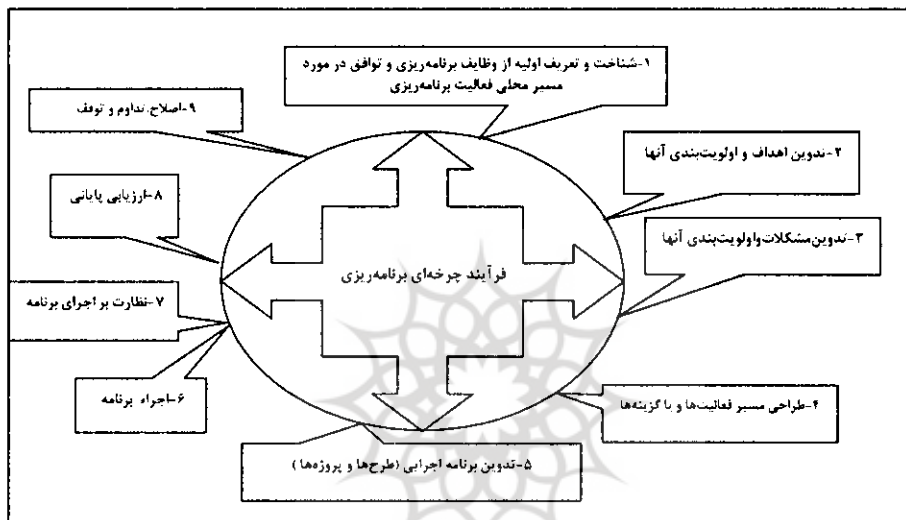 ۱-شناخت و تعریف اولیه از وظایف برنامه‌ریزی و توافق در مورد
مسیر محلی فعالیت برنامه‌ریزی
۲-تدوین اهداف و اولویت‌بندی آنها
۳-تدوین مشکلات و اولویت‌بندی آنها
۴-طراحی مسیر فعالیت‌ها و یا گزینه‌ها
۵-تدوین برنامه اجرایی (طرح‌ها و پروژه‌ها)
۶-اجراء برنامه
۷-نظارت بر اجرای برنامه
۸-ارزیابی پایانی
۹-اصلاح، تداوم و توقف
فرآیند چرخه‌ای برنامه‌ریزی